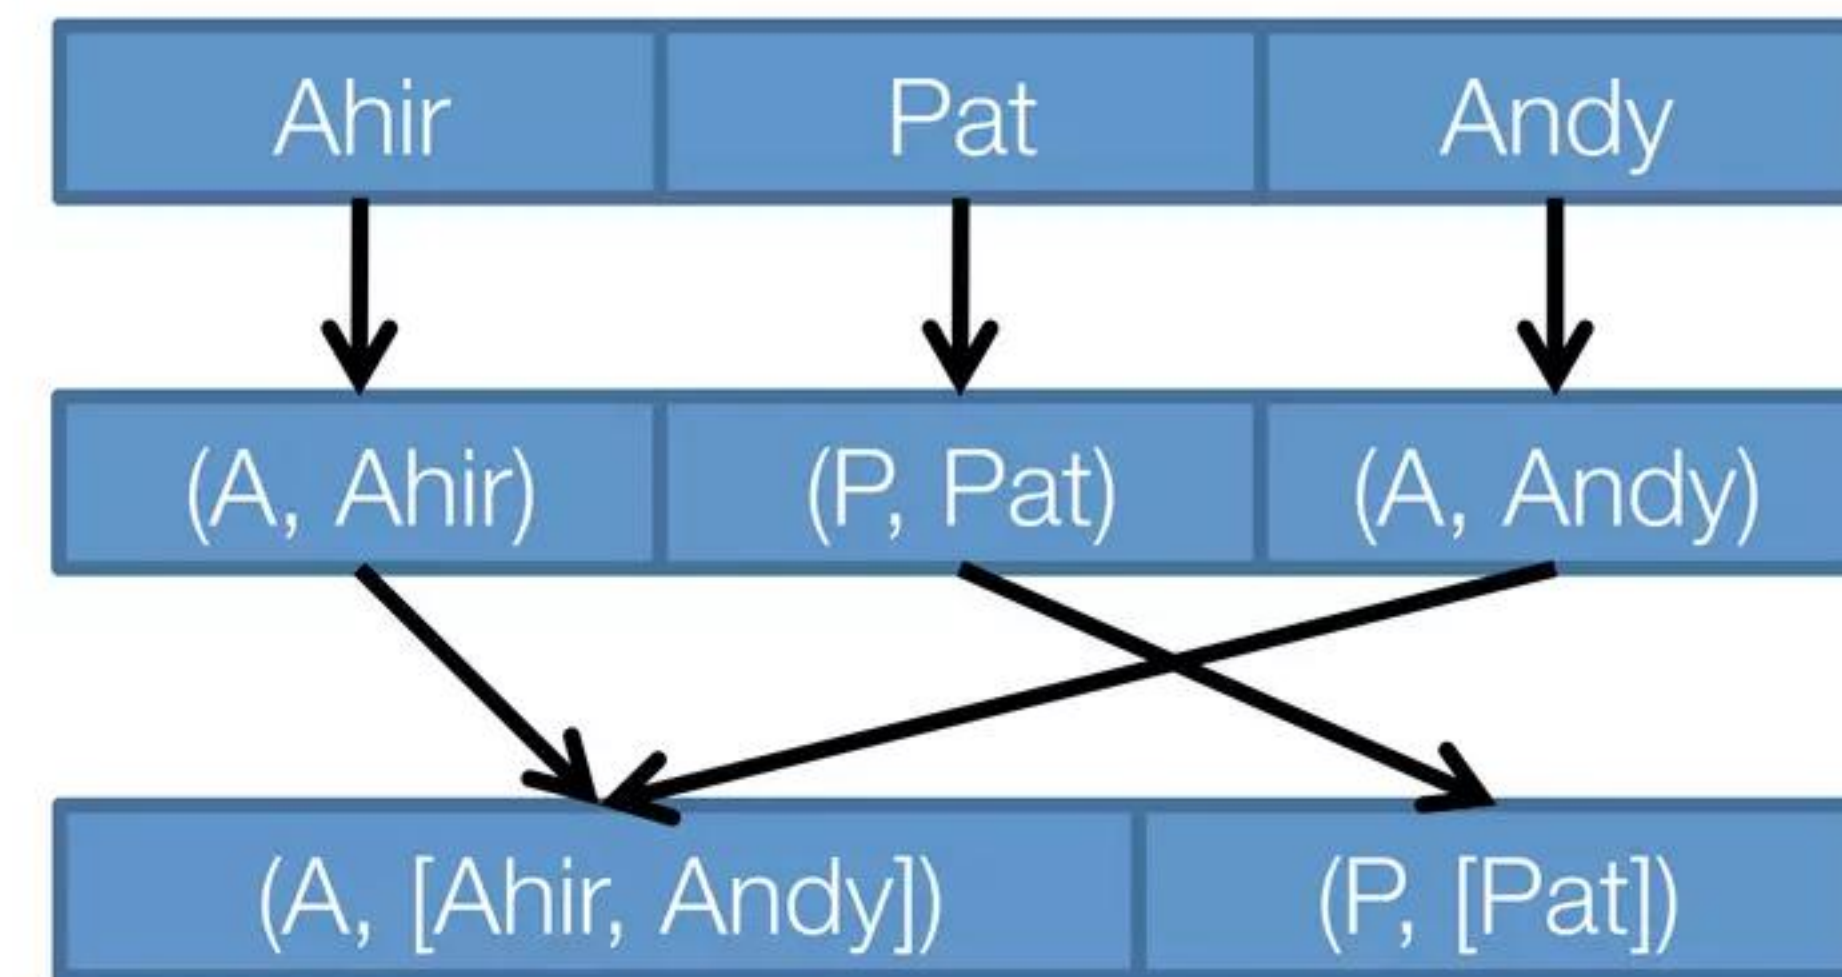 Ahir Pat Andy
(A, Ahir) (P, Pat) (A, Andy)
(A, [Ahir, Andy]) (P, [Pat])